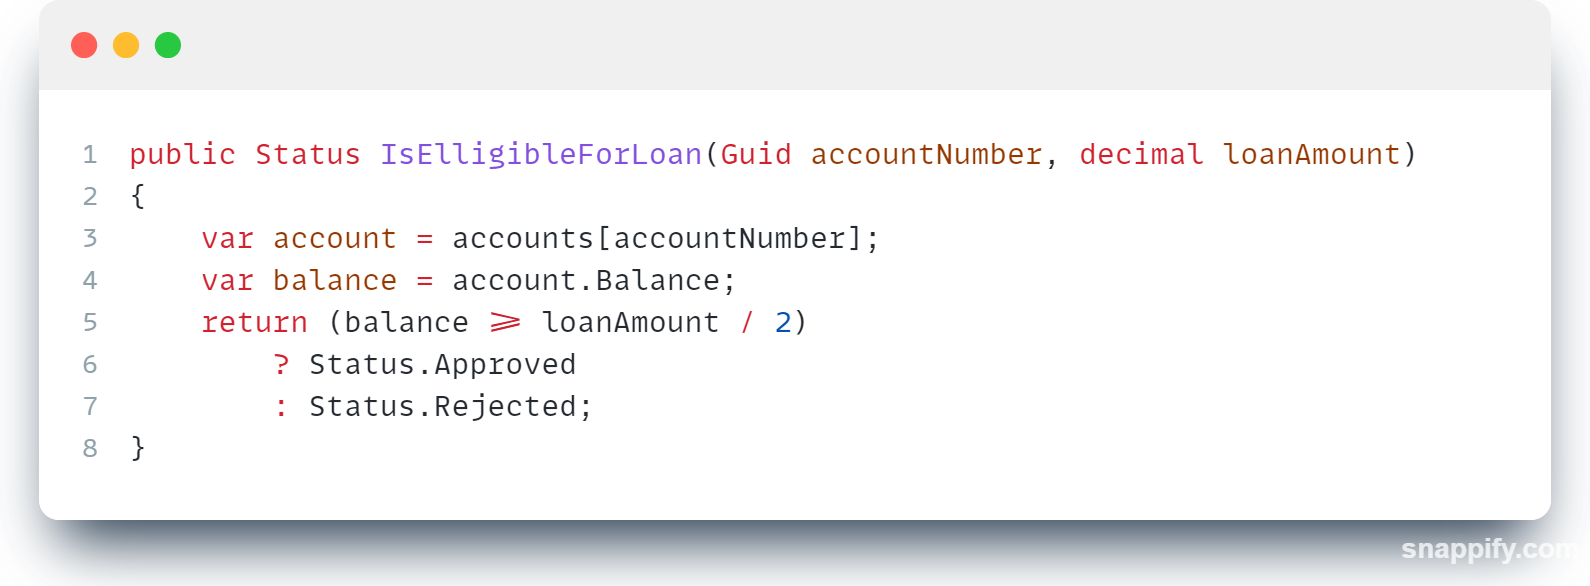 1 public Status IsElligibleForLoan(Guid accountNumber, decimal loanAmount)
2 {
3     var account = accounts[accountNumber];
4     var balance = account.Balance;
5     return (balance >= loanAmount / 2)
6         ? Status.Approved
7         : Status.Rejected;
8 }
snappify.com